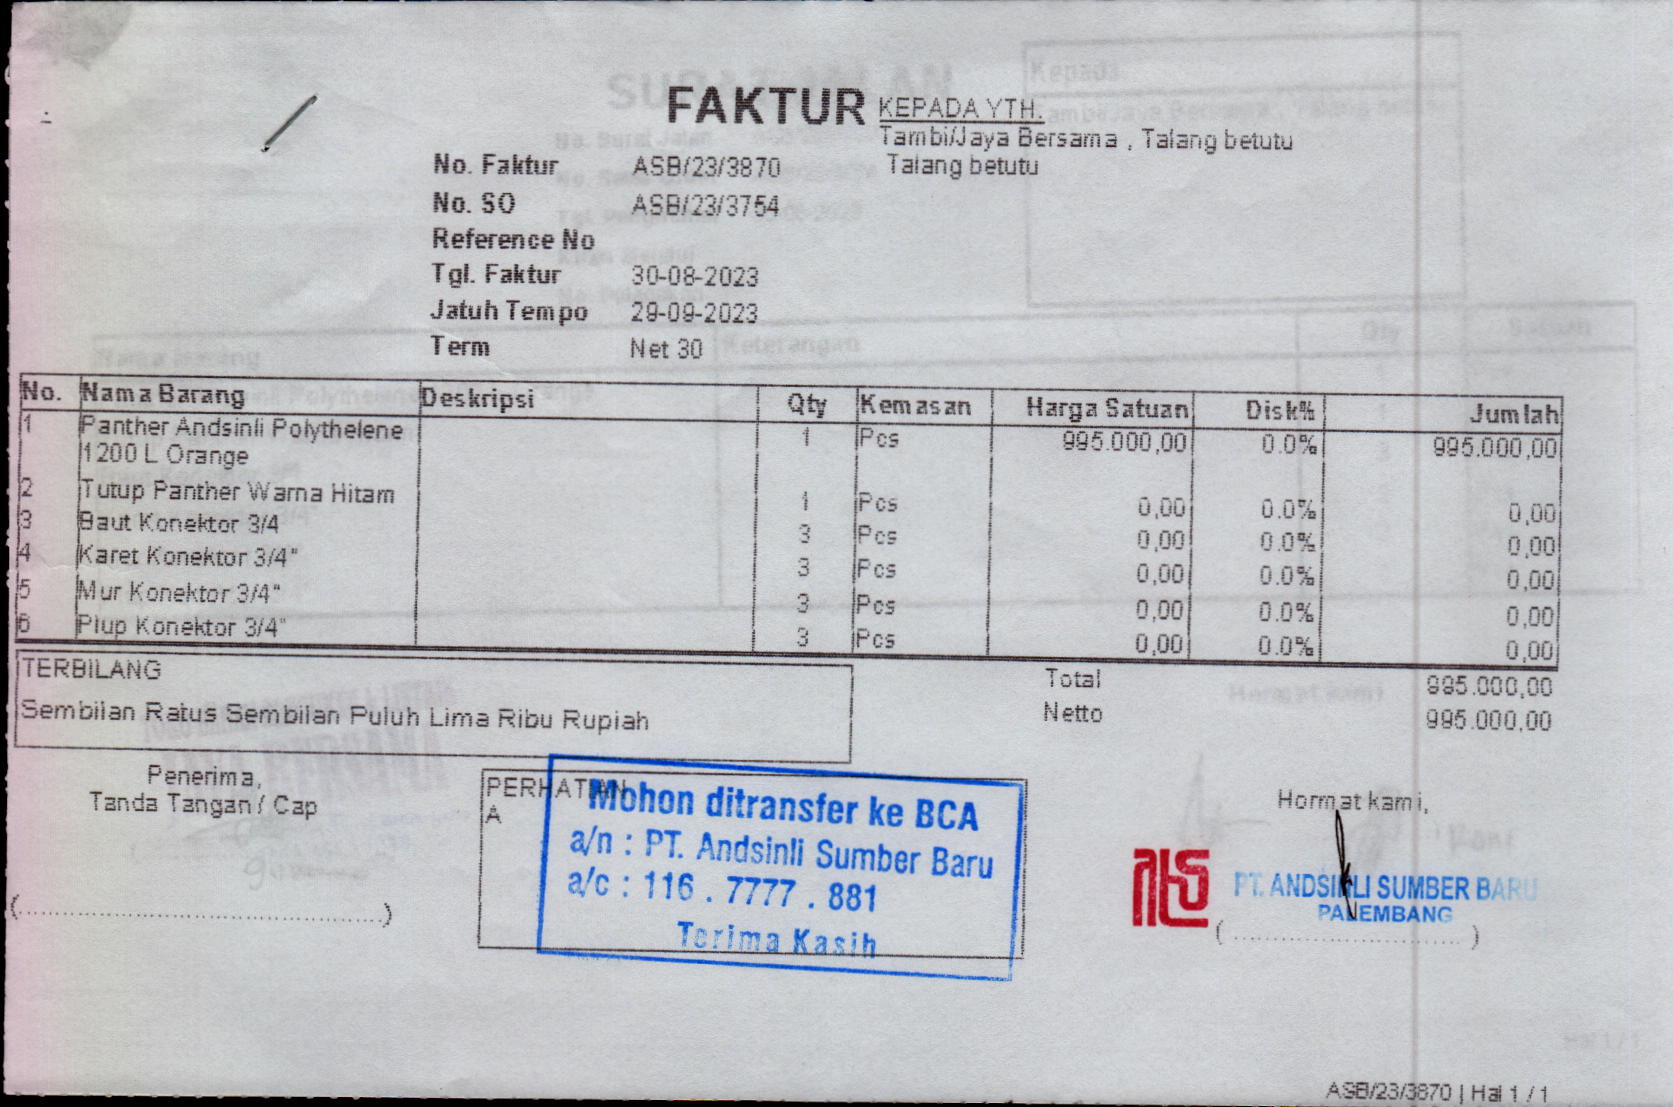 FAKTUR
KEPADA YTH.
Tambi/Jaya Bersama , Talang betutu
Talang betutu
No. Faktur ASB/23/3870
No. SO ASB/23/3754
Reference No
Tgl. Faktur 30-08-2023
Jatuh Tempo 29-09-2023
Term Net 30
No. Nama Barang Deskripsi Qty Kemasan Harga Satuan Disk% Jumlah
1 Panther Andsinli Polythelene 1 Pcs 995.000,00 0.0% 995.000,00
1200 L Orange
2 Tutup Panther Warna Hitam 1 Pcs 0,00 0.0% 0,00
3 Baut Konektor 3/4 3 Pcs 0,00 0.0% 0,00
4 Karet Konektor 3/4" 3 Pcs 0,00 0.0% 0,00
5 Mur Konektor 3/4" 3 Pcs 0,00 0.0% 0,00
6 Plup Konektor 3/4" 3 Pcs 0,00 0.0% 0,00
TERBILANG
Sembilan Ratus Sembilan Puluh Lima Ribu Rupiah
Total 995.000,00
Netto 995.000,00
Penerima,
Tanda Tangan / Cap
(..........................................................)
PERHATIAN
A
Mohon ditransfer ke BCA
a/n : PT. Andsinli Sumber Baru
a/c : 116 . 7777 . 881
Terima Kasih
Hormat kami,
PT. ANDSINLI SUMBER BARU
PALEMBANG
(....................................)
ASB/23/3870 | Hal 1 / 1